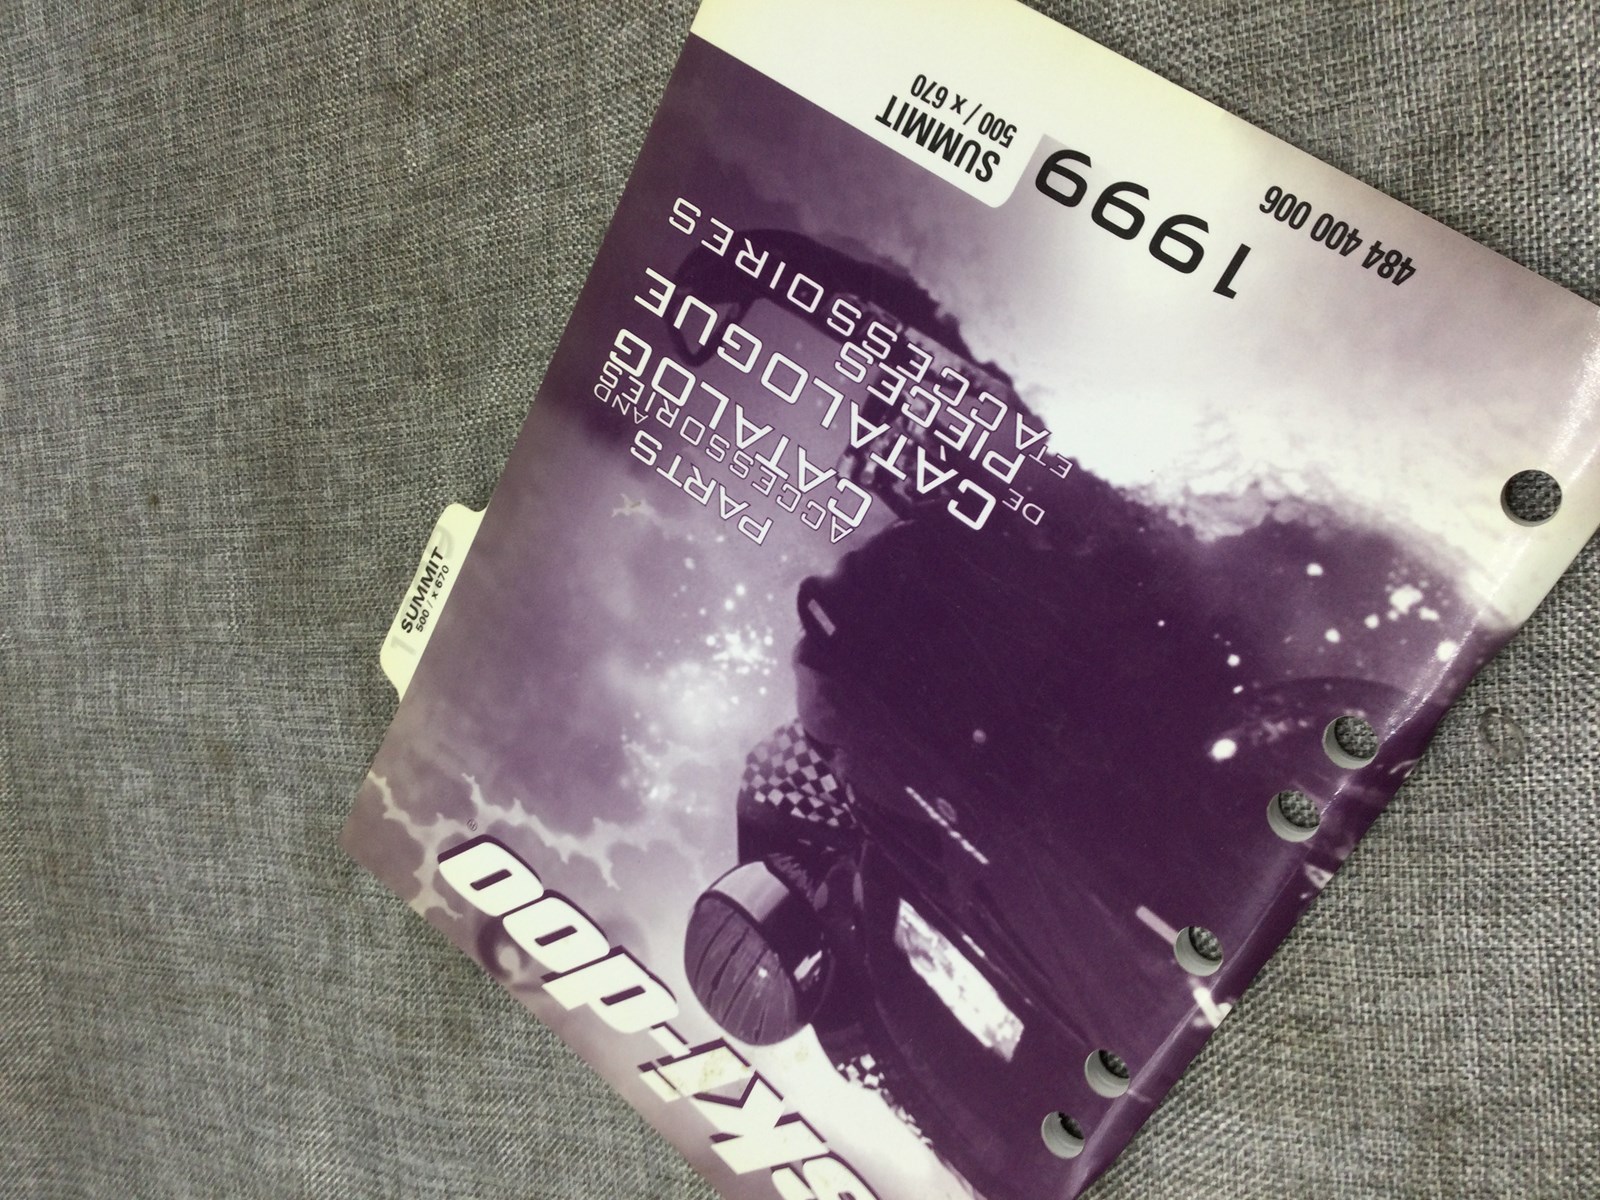 ski-doo®
PARTS
AND
ACCESSORIES
CATALOG
CATALOGUE
DE
PIÈCES
ET ACCESSOIRES
1999
SUMMIT
500 / X 670
484 400 006
SUMMIT
500 / X 670